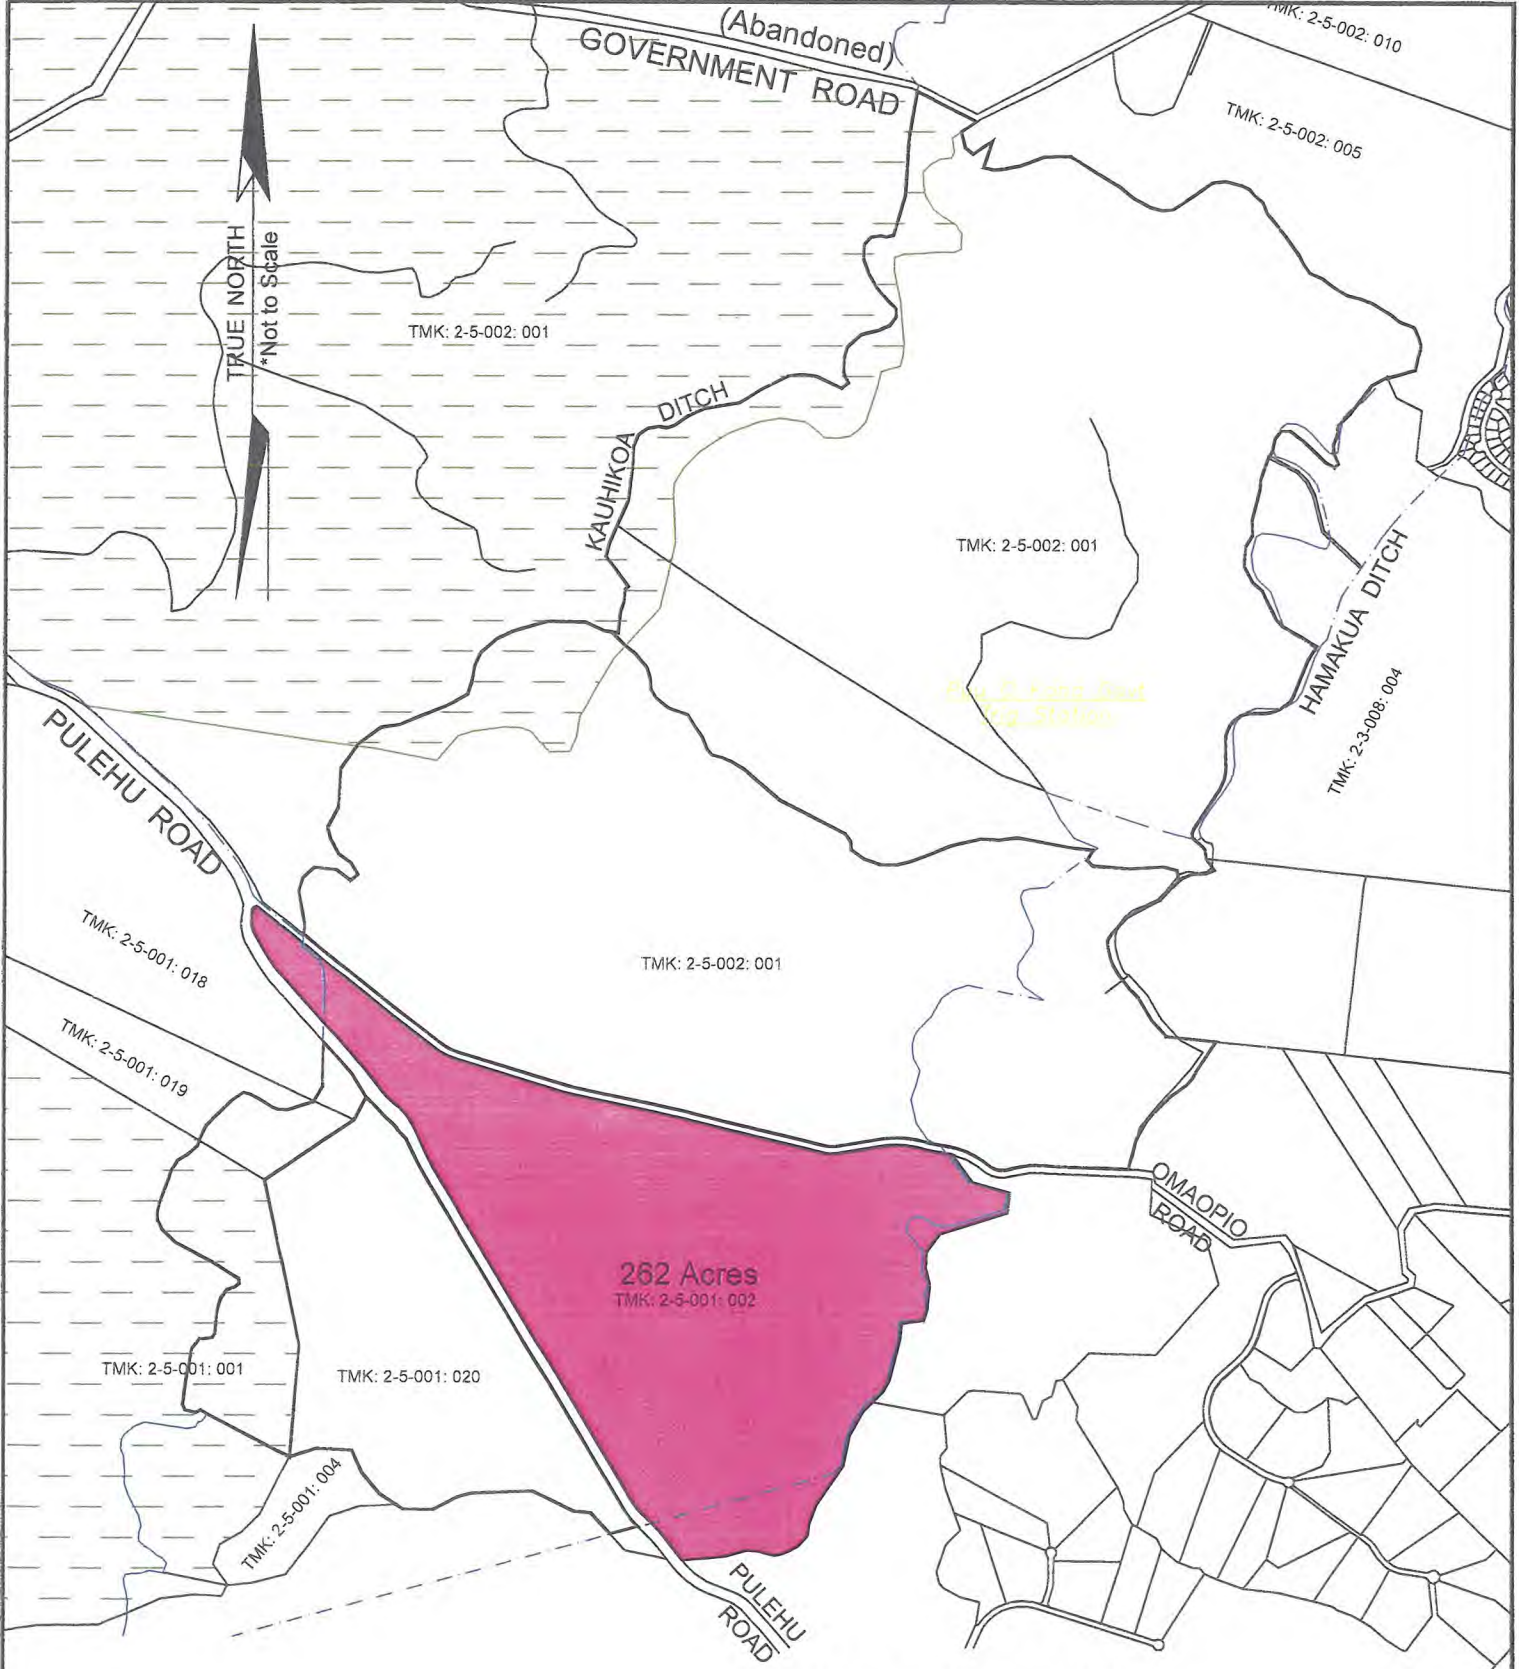 (Abandoned)
GOVERNMENT ROAD
TMK: 2-5-002: 010
TMK: 2-5-002: 005
TRUE NORTH
*Not to Scale
TMK: 2-5-002: 001
DITCH
KAUHIKOA
TMK: 2-5-002: 001
HAMAKUA DITCH
TMK: 2-3-008: 004
Station
PULEHU ROAD
TMK: 2-5-001: 018
TMK: 2-5-002: 001
TMK: 2-5-001: 019
OMAOPIO
ROAD
262 Acres
TMK: 2-5-001: 002
TMK: 2-5-001: 001
TMK: 2-5-001: 020
TMK: 2-5-001: 004
PULEHU
ROAD